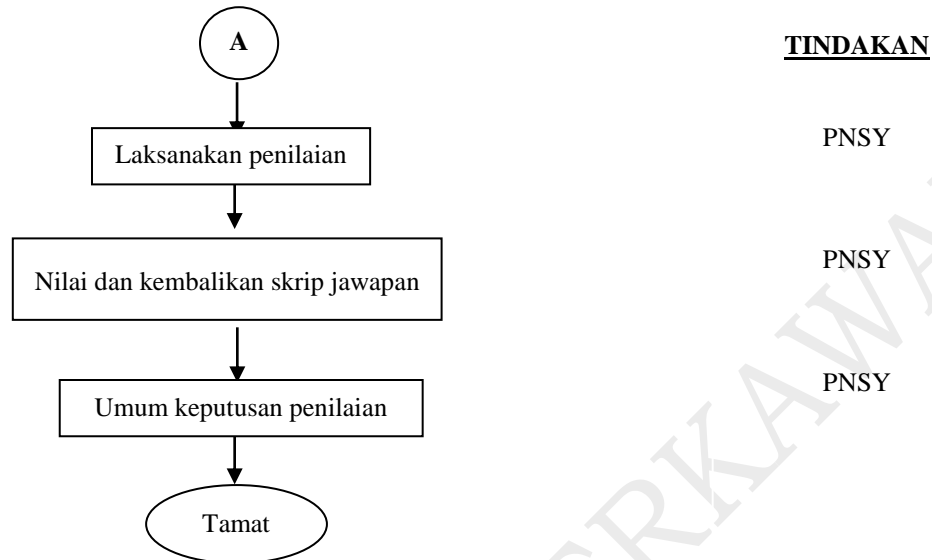 A
TINDAKAN
Laksanakan penilaian
PNSY
Nilai dan kembalikan skrip jawapan
PNSY
Umum keputusan penilaian
PNSY
Tamat